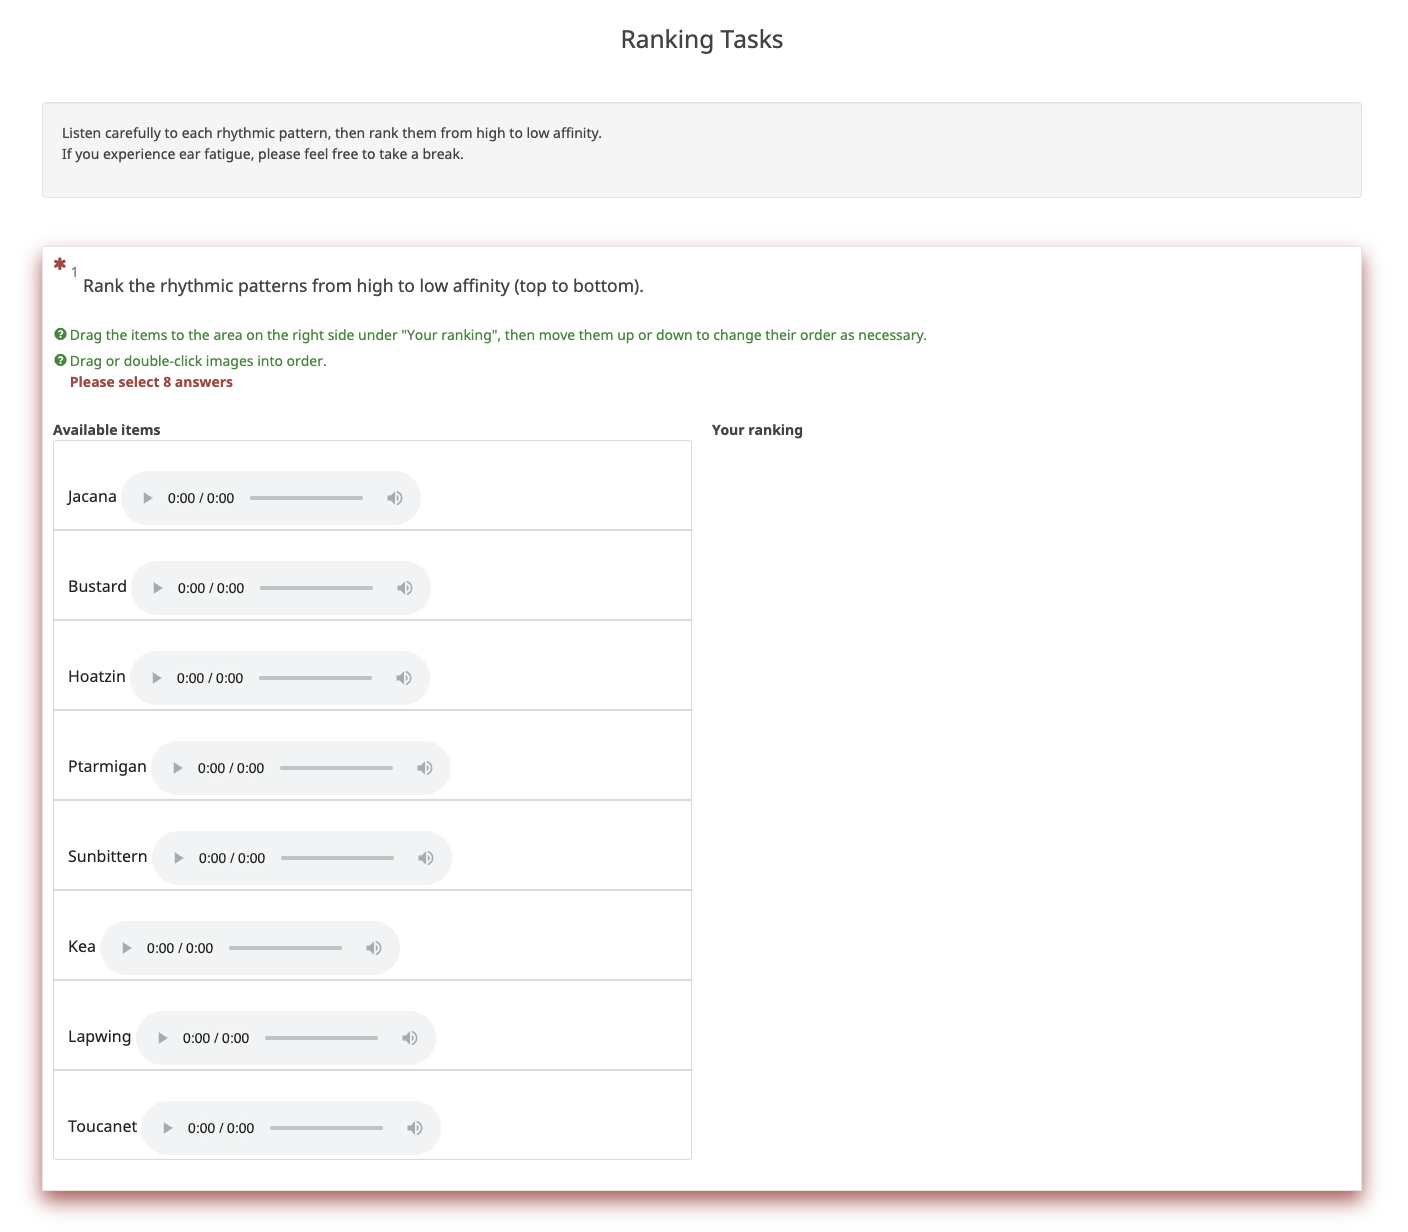 Ranking Tasks
Listen carefully to each rhythmic pattern, then rank them from high to low affinity.
If you experience ear fatigue, please feel free to take a break.
1
Rank the rhythmic patterns from high to low affinity (top to bottom).
Drag the items to the area on the right side under "Your ranking", then move them up or down to change their order as necessary.
Drag or double-click images into order.
Please select 8 answers
Available items
Your ranking
Jacana 0:00 / 0:00
Bustard 0:00 / 0:00
Hoatzin 0:00 / 0:00
Ptarmigan 0:00 / 0:00
Sunbittern 0:00 / 0:00
Kea 0:00 / 0:00
Lapwing 0:00 / 0:00
Toucanet 0:00 / 0:00